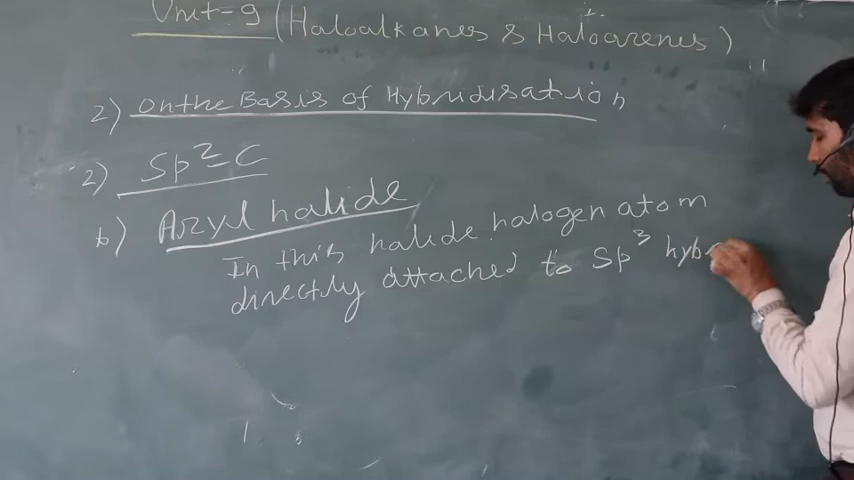 Unit-9 (Haloalkanes & Haloarenes)
2) On the Basis of Hybridisation
2) Sp2-C
b) Aryl halide
In this halide halogen atom
directly attached to Sp3 hyb